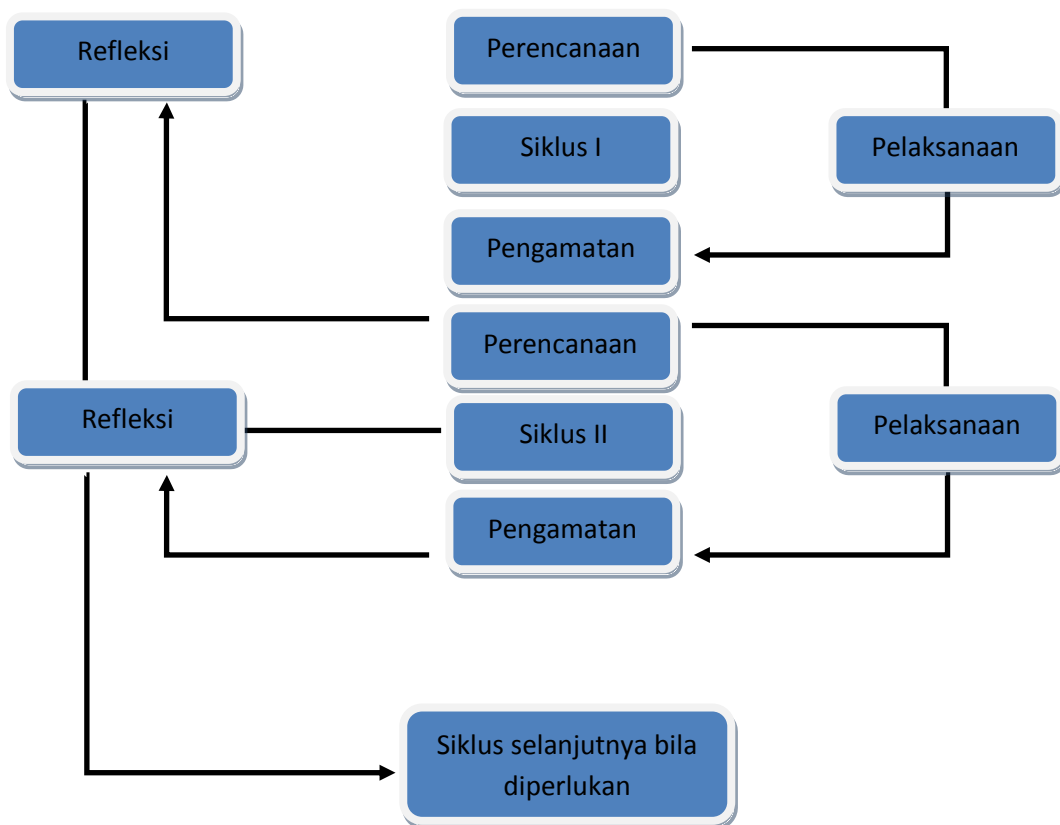 Refleksi
Perencanaan
Siklus I
Pelaksanaan
Pengamatan
Perencanaan
Refleksi
Siklus II
Pelaksanaan
Pengamatan
Siklus selanjutnya bila
diperlukan